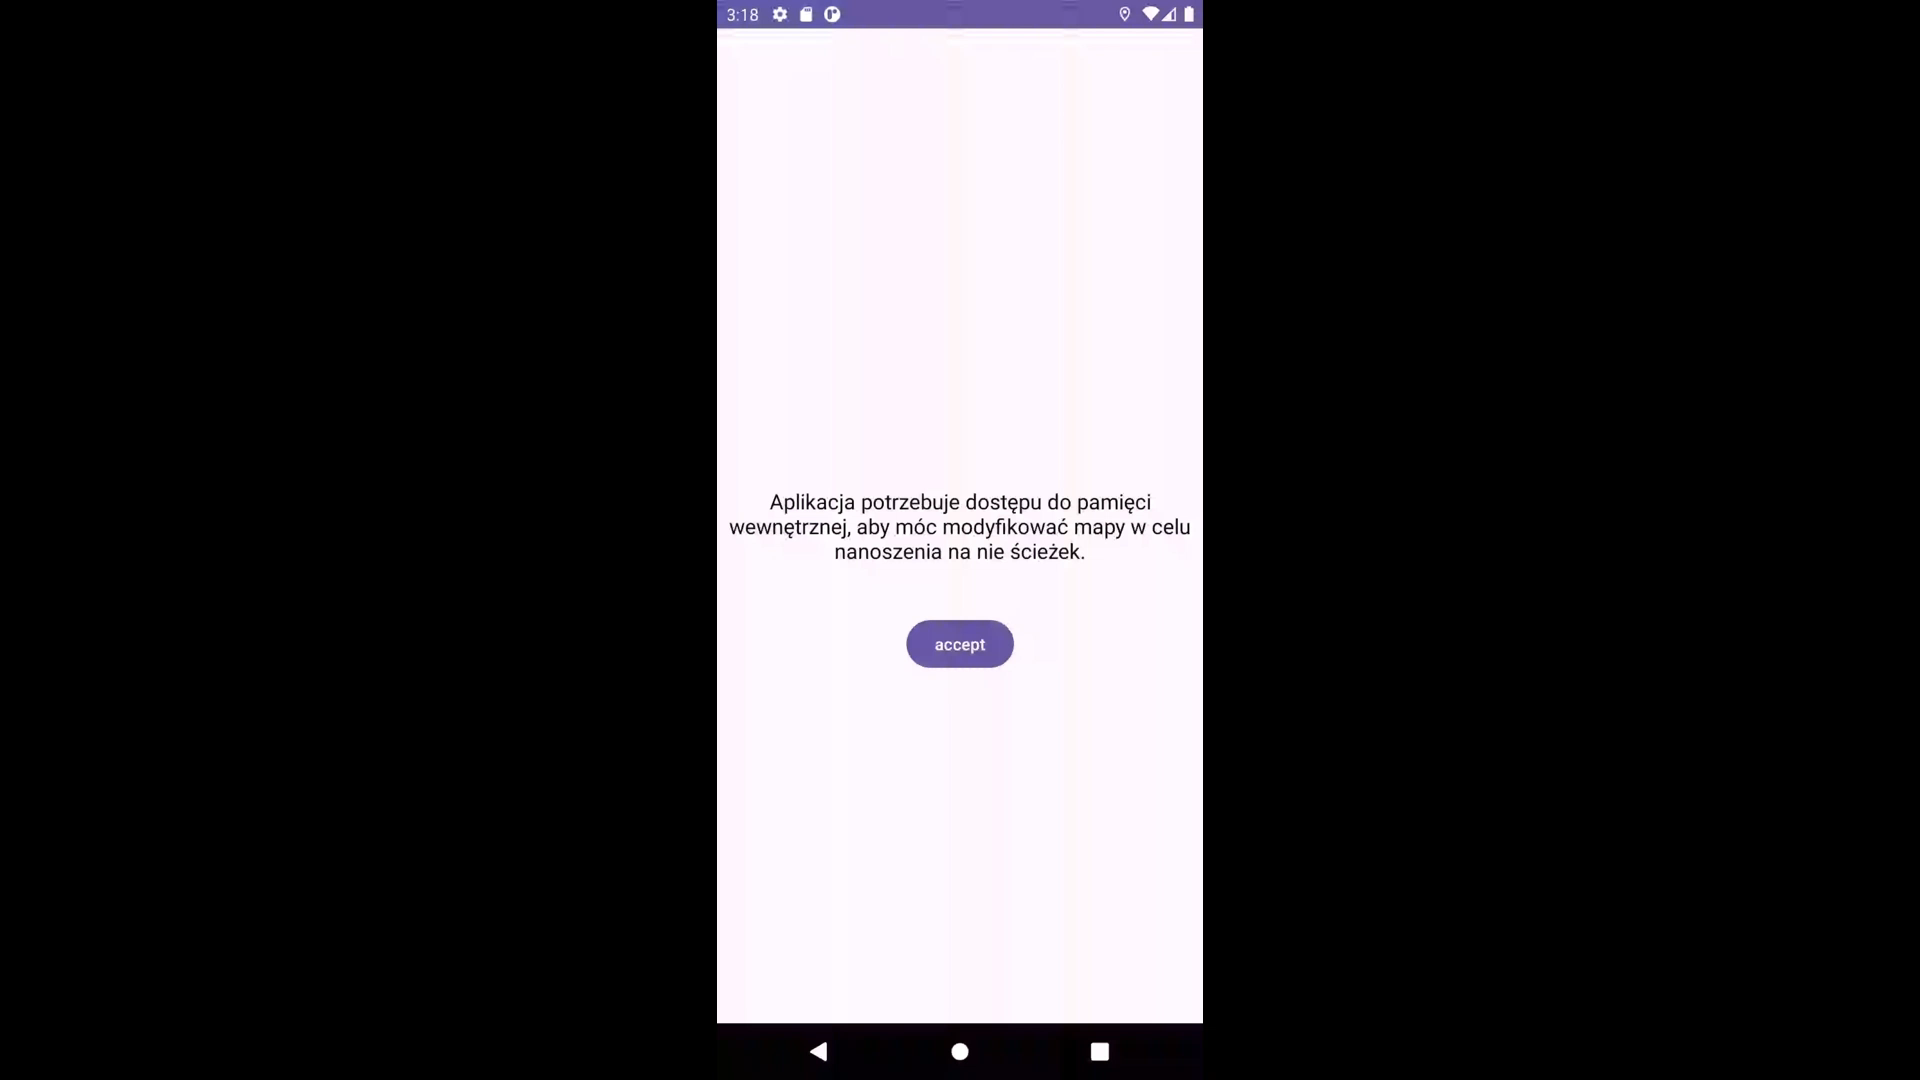 3:18
Aplikacja potrzebuje dostępu do pamięci
wewnętrznej, aby móc modyfikować mapy w celu
nanoszenia na nie ścieżek.
accept